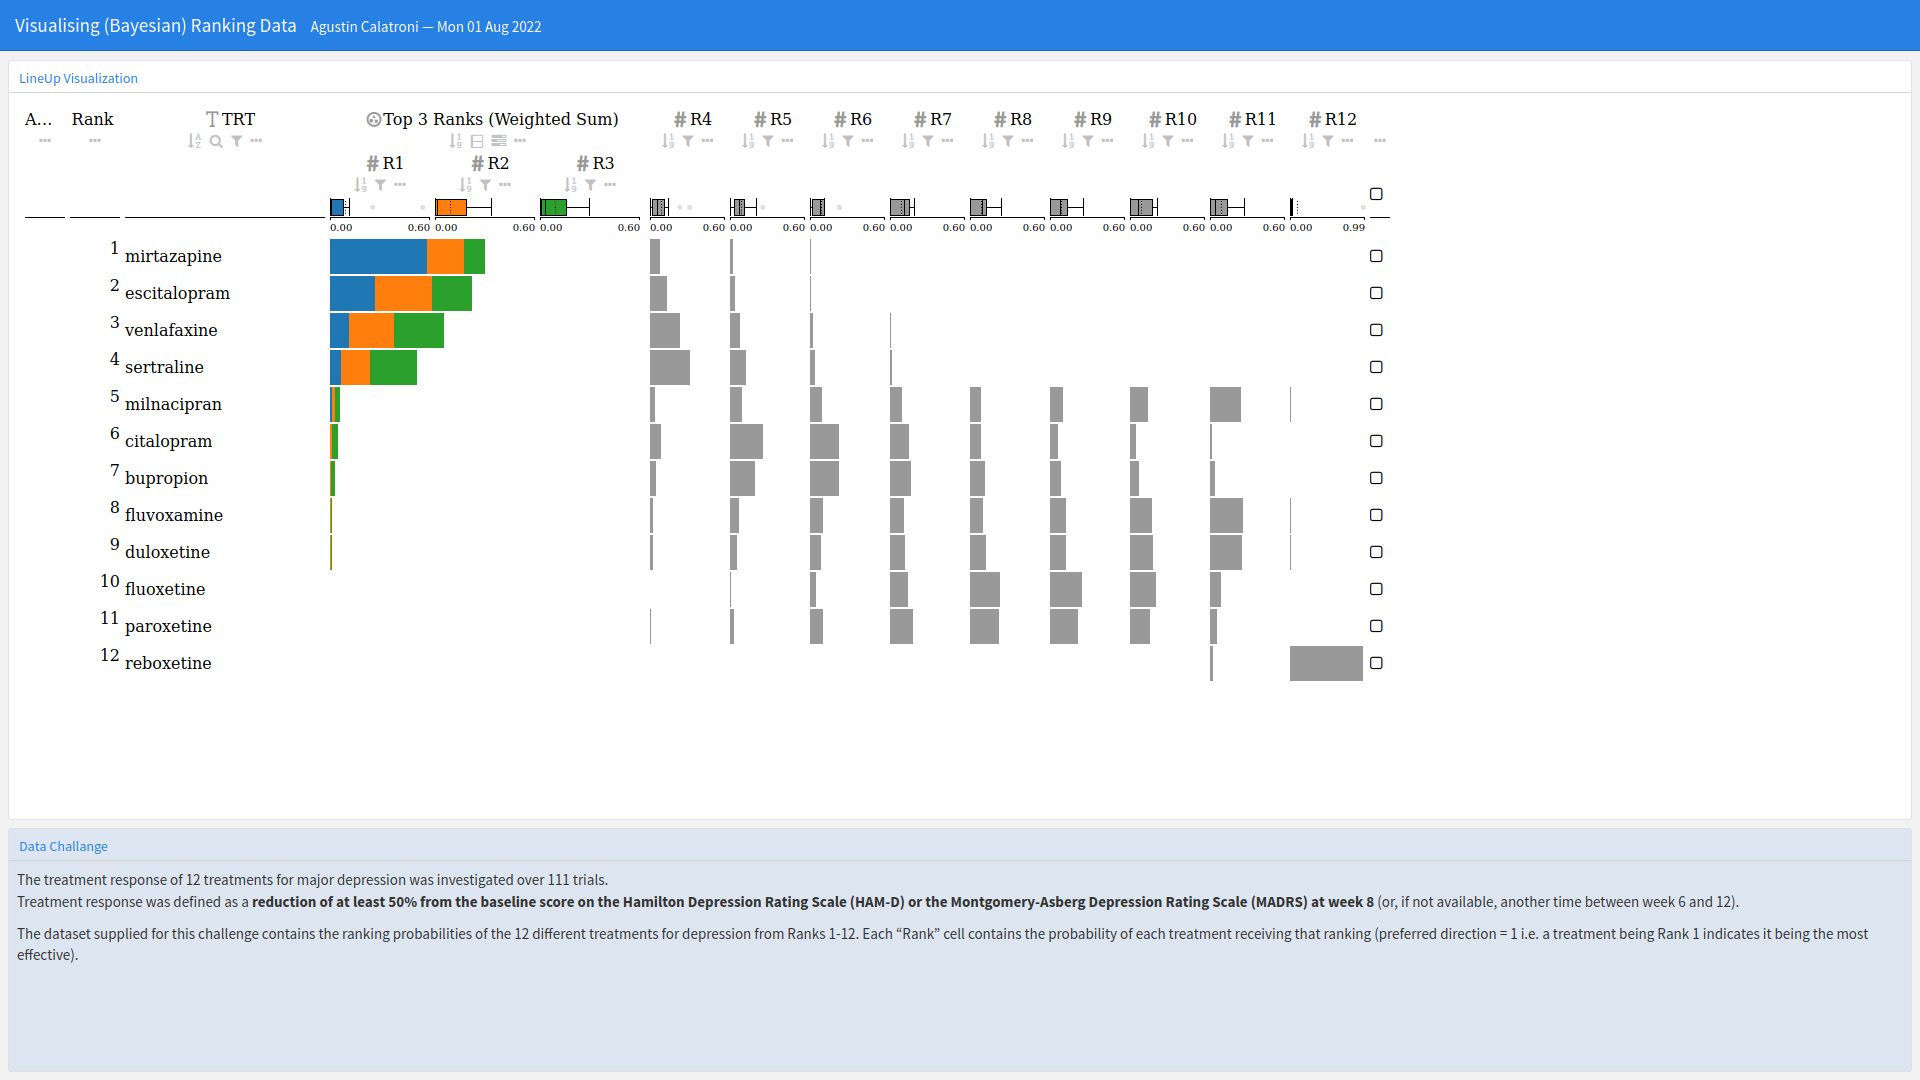 Visualising (Bayesian) Ranking Data Agustin Calatroni — Mon 01 Aug 2022
LineUp Visualization
A... Rank TRT Top 3 Ranks (Weighted Sum) R4 R5 R6 R7 R8 R9 R10 R11 R12
R1 R2 R3
0.00 0.60 0.00 0.60 0.00 0.60 0.00 0.60 0.00 0.60 0.00 0.60 0.00 0.60 0.00 0.60 0.00 0.60 0.00 0.60 0.00 0.60 0.00 0.99
1 mirtazapine
2 escitalopram
3 venlafaxine
4 sertraline
5 milnacipran
6 citalopram
7 bupropion
8 fluvoxamine
9 duloxetine
10 fluoxetine
11 paroxetine
12 reboxetine
Data Challange
The treatment response of 12 treatments for major depression was investigated over 111 trials.
Treatment response was defined as a reduction of at least 50% from the baseline score on the Hamilton Depression Rating Scale (HAM-D) or the Montgomery-Asberg Depression Rating Scale (MADRS) at week 8 (or, if not available, another time between week 6 and 12).
The dataset supplied for this challenge contains the ranking probabilities of the 12 different treatments for depression from Ranks 1-12. Each “Rank” cell contains the probability of each treatment receiving that ranking (preferred direction = 1 i.e. a treatment being Rank 1 indicates it being the most
effective).